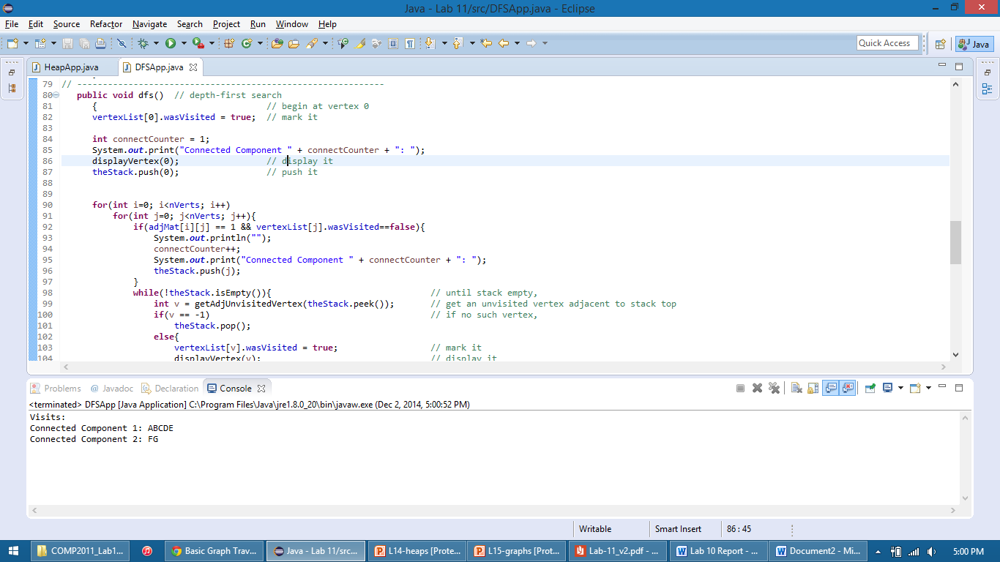 Java - Lab 11/src/DFSApp.java - Eclipse
File Edit Source Refactor Navigate Search Project Run Window Help
Quick Access Java
HeapApp.java DFSApp.java
79 // ------------------------------------------------------------
80 public void dfs() // depth-first search
81 { // begin at vertex 0
82 vertexList[0].wasVisited = true; // mark it
83
84 int connectCounter = 1;
85 System.out.print("Connected Component " + connectCounter + ": ");
86 displayVertex(0); // display it
87 theStack.push(0); // push it
88
89
90 for(int i=0; i<nVerts; i++)
91 for(int j=0; j<nVerts; j++){
92 if(adjMat[i][j] == 1 && vertexList[j].wasVisited==false){
93 System.out.println("");
94 connectCounter++;
95 System.out.print("Connected Component " + connectCounter + ": ");
96 theStack.push(j);
97 }
98 while(!theStack.isEmpty()){ // until stack empty,
99 int v = getAdjUnvisitedVertex(theStack.peek()); // get an unvisited vertex adjacent to stack top
100 if(v == -1) // if no such vertex,
101 theStack.pop();
102 else{
103 vertexList[v].wasVisited = true; // mark it
104 displayVertex(v); // display it
Problems @ Javadoc Declaration Console
<terminated> DFSApp [Java Application] C:\Program Files\Java\jre1.8.0_20\bin\javaw.exe (Dec 2, 2014, 5:00:52 PM)
Visits:
Connected Component 1: ABCDE
Connected Component 2: FG
Writable Smart Insert 86 : 45
COMP2011_Lab1... Basic Graph Trav... Java - Lab 11/src... L14-heaps [Prote... L15-graphs [Prot... Lab-11_v2.pdf - ... Lab 10 Report - ... Document2 - Mi... 5:00 PM